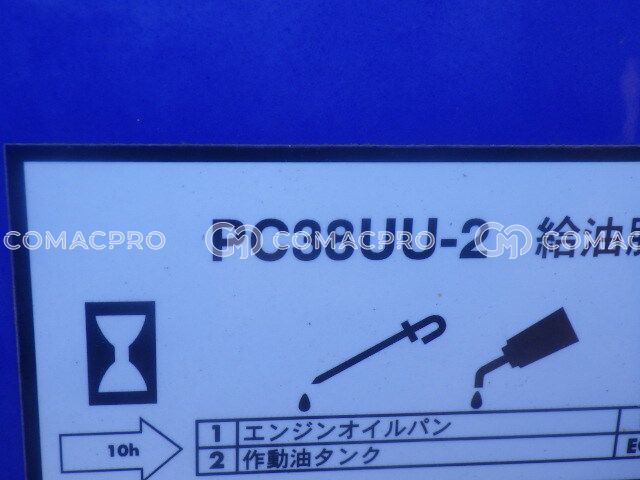 PC38UU-2 給油
COMACPRO COMACPRO COMACPRO
10h
1 エンジンオイルパン
2 作動油タンク